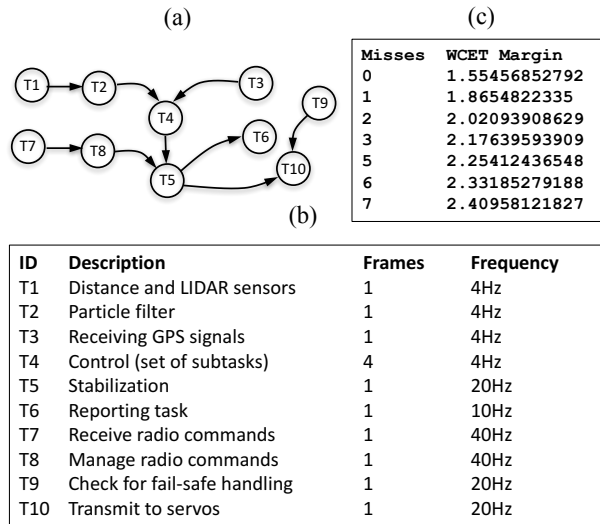 (a)
(c)
T1
T2
T3
T4
T9
T7
T8
T6
T5
T10
Misses WCET Margin
0 1.55456852792
1 1.8654822335
2 2.02093908629
3 2.17639593909
5 2.25412436548
6 2.33185279188
7 2.40958121827
(b)
ID Description Frames Frequency
T1 Distance and LIDAR sensors 1 4Hz
T2 Particle filter 1 4Hz
T3 Receiving GPS signals 1 4Hz
T4 Control (set of subtasks) 4 4Hz
T5 Stabilization 1 20Hz
T6 Reporting task 1 10Hz
T7 Receive radio commands 1 40Hz
T8 Manage radio commands 1 40Hz
T9 Check for fail-safe handling 1 20Hz
T10 Transmit to servos 1 20Hz